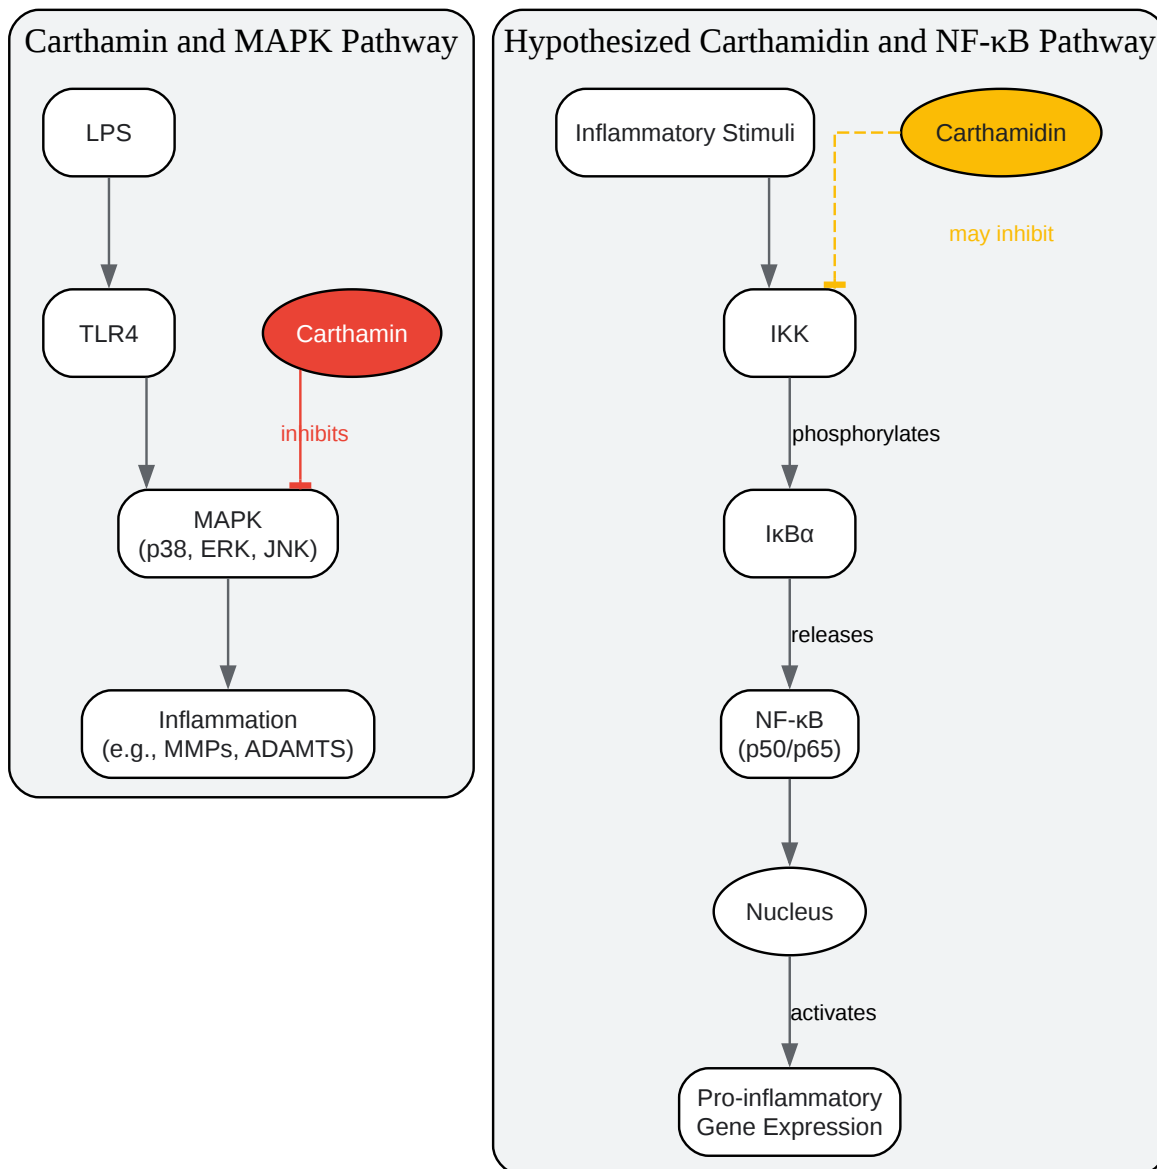 Carthamin and MAPK Pathway
LPS
TLR4
Carthamin
inhibits
MAPK
(p38, ERK, JNK)
Inflammation
(e.g., MMPs, ADAMTS)
Hypothesized Carthamidin and NF-κB Pathway
Inflammatory Stimuli
Carthamidin
may inhibit
IKK
phosphorylates
IκBα
releases
NF-κB
(p50/p65)
Nucleus
activates
Pro-inflammatory
Gene Expression